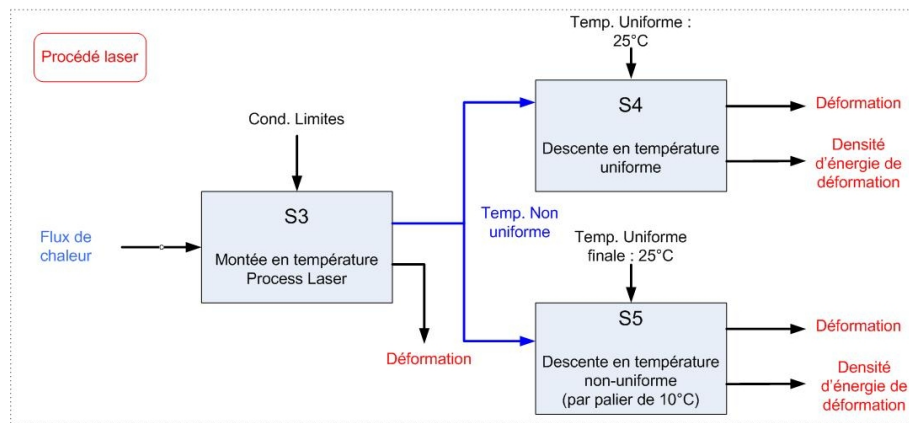 Procédé laser
Flux de
chaleur
Cond. Limites
S3
Montée en température
Process Laser
Déformation
Temp. Non
uniforme
Temp. Uniforme :
25°C
S4
Descente en température
uniforme
Déformation
Densité
d'énergie de
déformation
Temp. Uniforme
finale : 25°C
S5
Descente en température
non-uniforme
(par palier de 10°C)
Déformation
Densité
d'énergie de
déformation